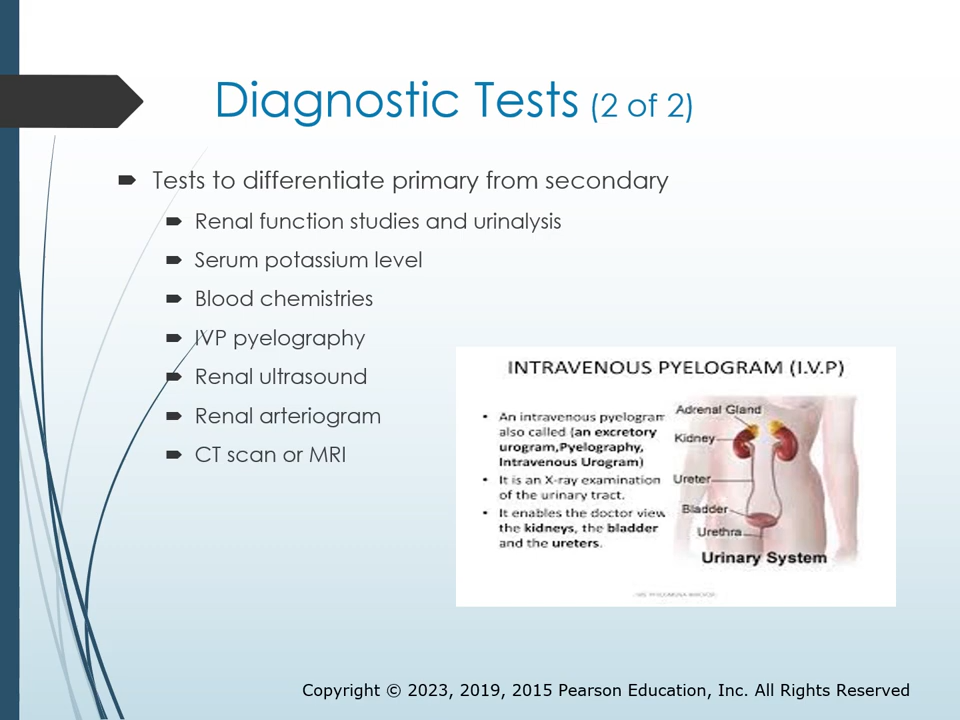 Diagnostic Tests (2 of 2)
Tests to differentiate primary from secondary
Renal function studies and urinalysis
Serum potassium level
Blood chemistries
IVP pyelography
Renal ultrasound
Renal arteriogram
CT scan or MRI
INTRAVENOUS PYELOGRAM (I.V.P)
• An intravenous pyelogram
also called (an excretory
urogram,Pyelography,
Intravenous Urogram)
• It is an X-ray examination
of the urinary tract.
• It enables the doctor view
the kidneys, the bladder
and the ureters.
Adrenal Gland
Kidney
Ureter
Bladder
Urethra
Urinary System
Copyright © 2023, 2019, 2015 Pearson Education, Inc. All Rights Reserved